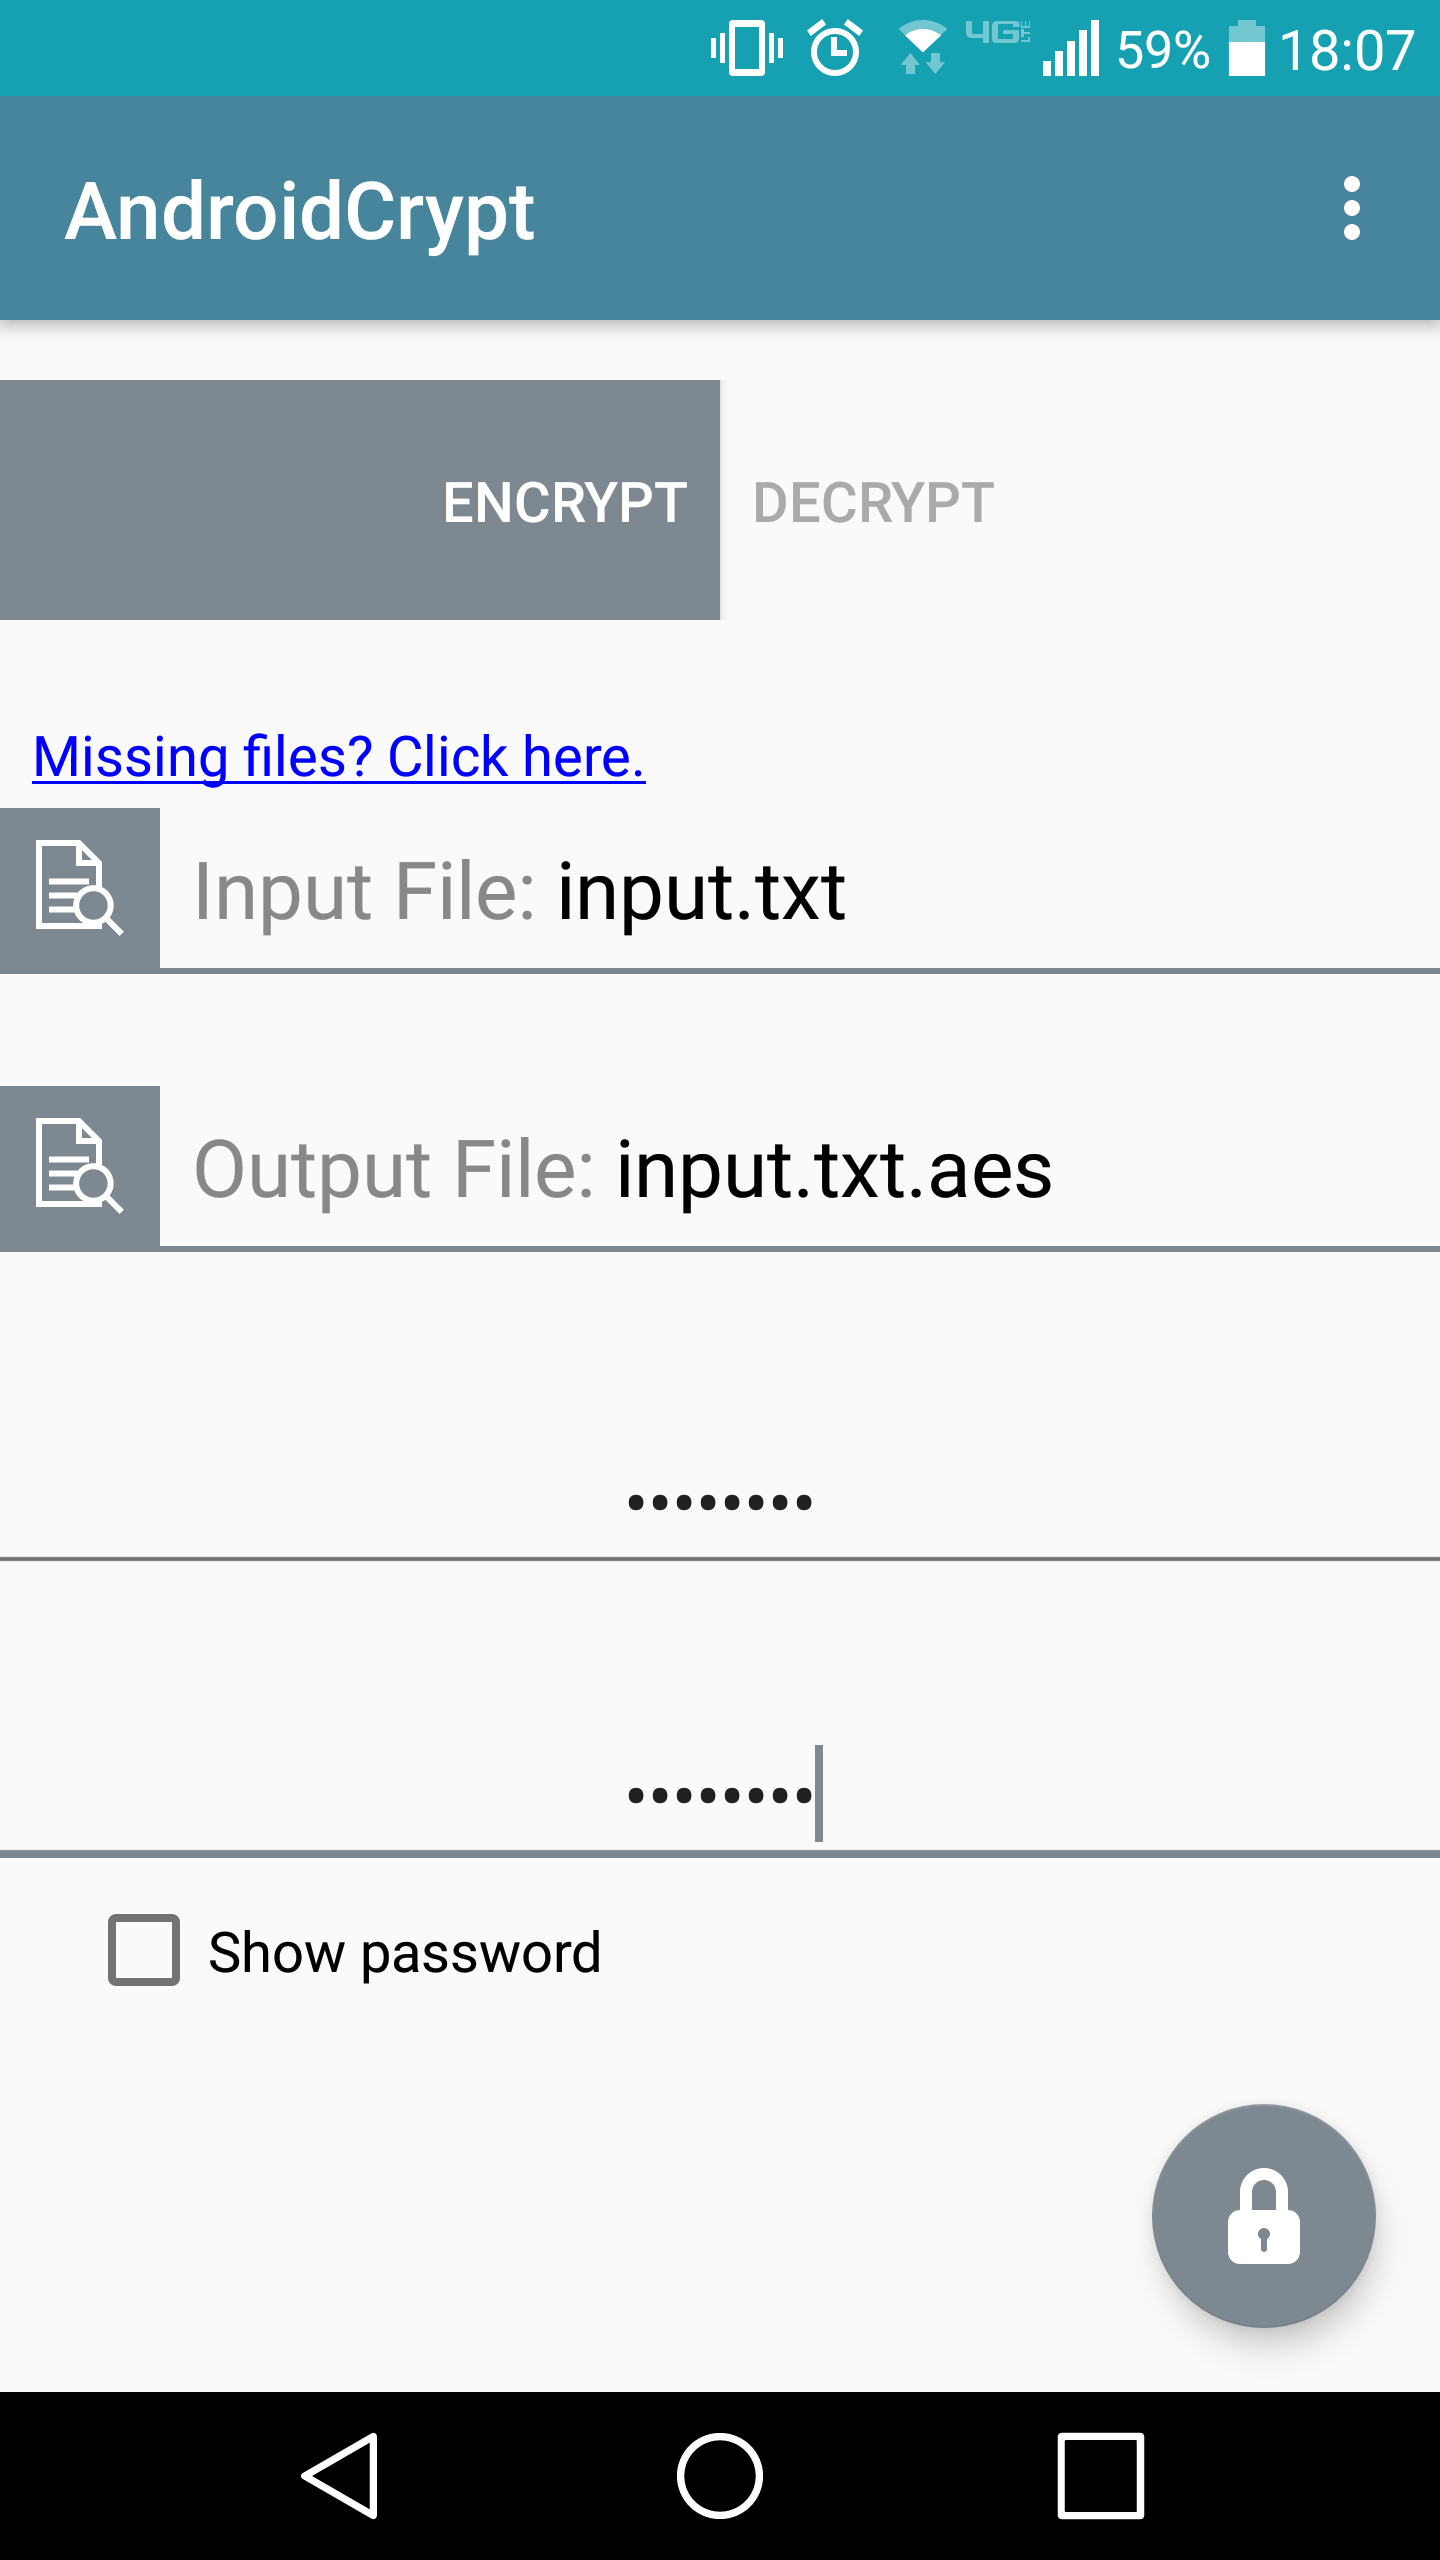 4G LTE 59% 18:07
AndroidCrypt
ENCRYPT DECRYPT
Missing files? Click here.
Input File: input.txt
Output File: input.txt.aes
••••••••
••••••••
Show password